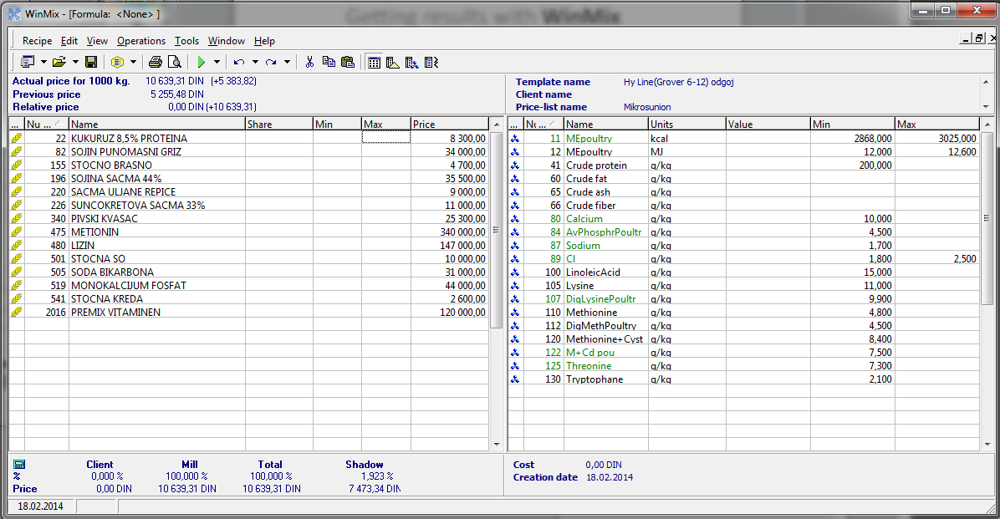 Getting results with WinMix
WinMix - [Formula: <None> ]
Recipe Edit View Operations Tools Window Help
Actual price for 1000 kg. 10 639,31 DIN (+5 383,82)
Previous price 5 255,48 DIN
Relative price 0,00 DIN (+10 639,31)
Template name Hy Line(Grover 6-12) odgoj
Client name
Price-list name Mikrosunion
... Nu ... Name Share Min Max Price
22 KUKURUZ 8,5% PROTEINA 8 300,00
82 SOJIN PUNOMASNI GRIZ 34 000,00
155 STOCNO BRASNO 4 700,00
196 SOJINA SACMA 44% 35 500,00
220 SACMA ULJANE REPICE 9 000,00
226 SUNCOKRETOVA SACMA 33% 11 000,00
340 PIVSKI KVASAC 25 300,00
475 METIONIN 340 000,00
480 LIZIN 147 000,00
501 STOCNA SO 10 000,00
505 SODA BIKARBONA 31 000,00
519 MONOKALCIJUM FOSFAT 44 000,00
541 STOCNA KREDA 2 600,00
2016 PREMIX VITAMINEN 120 000,00
... Nu ... Name Units Value Min Max
11 MEpoultry kcal 2868,000 3025,000
12 MEpoultry MJ 12,000 12,600
41 Crude protein g/kg 200,000
60 Crude fat g/kg
65 Crude ash g/kg
66 Crude fiber g/kg
80 Calcium g/kg 10,000
84 AvPhosphrPoultr g/kg 4,500
87 Sodium g/kg 1,700
89 Cl g/kg 1,800 2,500
100 LinoleicAcid g/kg 15,000
105 Lysine g/kg 11,000
107 DigLysinePoultr g/kg 9,900
110 Methionine g/kg 4,800
112 DigMethPoultry g/kg 4,500
120 Methionine+Cyst g/kg 8,400
122 M+Cd pou g/kg 7,500
125 Threonine g/kg 7,300
130 Tryptophane g/kg 2,100
Client Mill Total Shadow
% 0,000 % 100,000 % 100,000 % 1,923 %
Price 0,00 DIN 10 639,31 DIN 10 639,31 DIN 7 473,34 DIN
Cost 0,00 DIN
Creation date 18.02.2014
18.02.2014